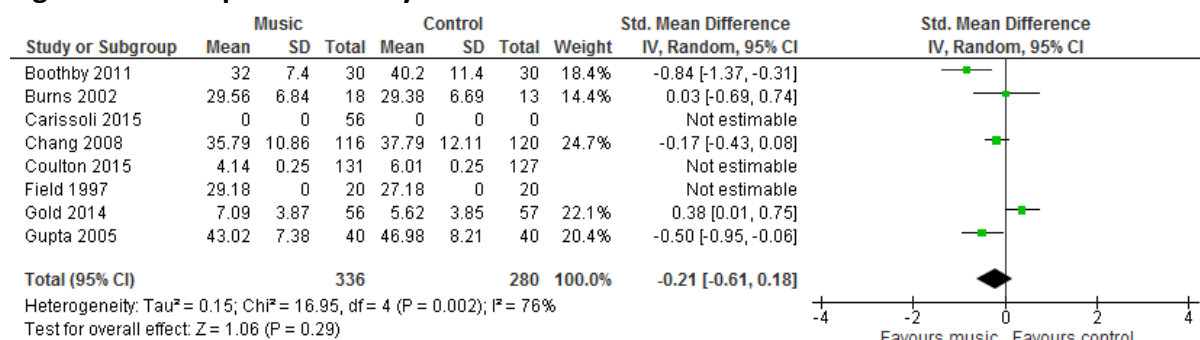 Music Control Std. Mean Difference Std. Mean Difference
Study or Subgroup Mean SD Total Mean SD Total Weight IV, Random, 95% CI IV, Random, 95% CI
Boothby 2011 32 7.4 30 40.2 11.4 30 18.4% -0.84 [-1.37, -0.31]
Burns 2002 29.56 6.84 18 29.38 6.69 13 14.4% 0.03 [-0.69, 0.74]
Carissoli 2015 0 0 56 0 0 0 Not estimable
Chang 2008 35.79 10.86 116 37.79 12.11 120 24.7% -0.17 [-0.43, 0.08]
Coulton 2015 4.14 0.25 131 6.01 0.25 127 Not estimable
Field 1997 29.18 0 20 27.18 0 20 Not estimable
Gold 2014 7.09 3.87 56 5.62 3.85 57 22.1% 0.38 [0.01, 0.75]
Gupta 2005 43.02 7.38 40 46.98 8.21 40 20.4% -0.50 [-0.95, -0.06]
Total (95% CI) 336 280 100.0% -0.21 [-0.61, 0.18]
Heterogeneity: Tau² = 0.15; Chi² = 16.95, df = 4 (P = 0.002); I² = 76%
Test for overall effect: Z = 1.06 (P = 0.29)
-4 -2 0 2 4
Favours music Favours control